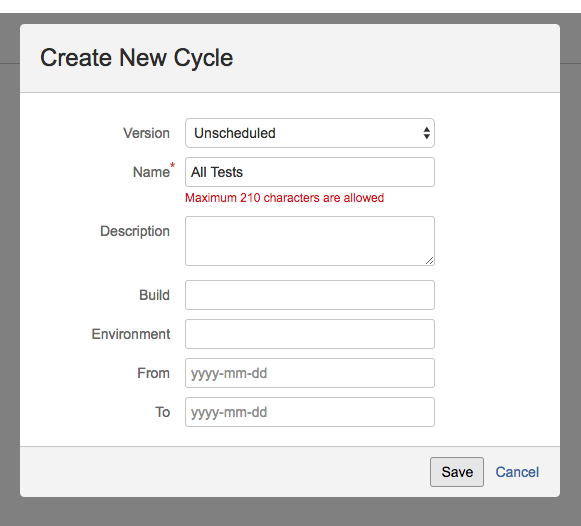 Create New Cycle
Version Unscheduled
Name* All Tests
Maximum 210 characters are allowed
Description
Build
Environment
From yyyy-mm-dd
To yyyy-mm-dd
Save Cancel